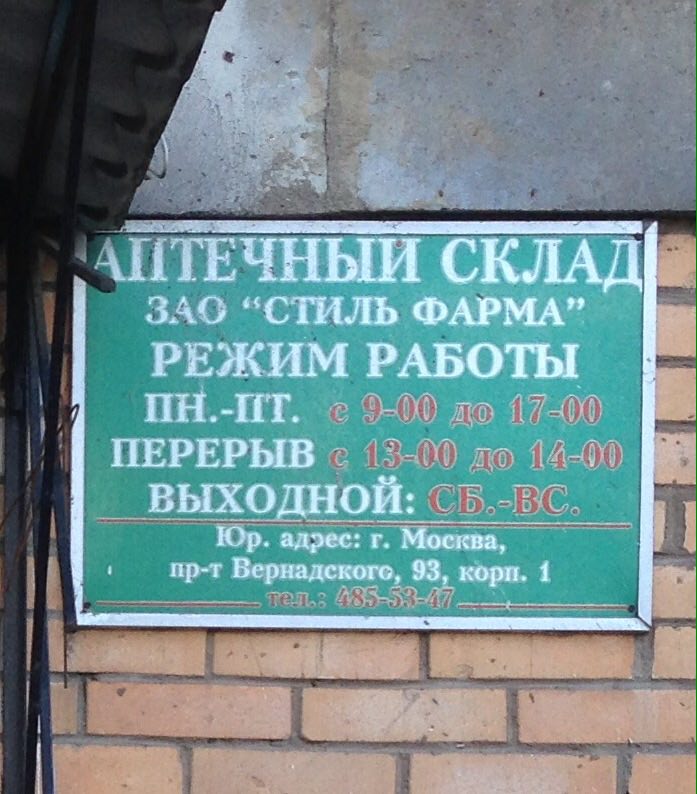 АПТЕЧНЫЙ СКЛАД
ЗАО "СТИЛЬ ФАРМА"
РЕЖИМ РАБОТЫ
ПН.-ПТ. с 9-00 до 17-00
ПЕРЕРЫВ с 13-00 до 14-00
ВЫХОДНОЙ: СБ.-ВС.
Юр. адрес: г. Москва,
пр-т Вернадского, 93, корп. 1
тел.: 485-53-47